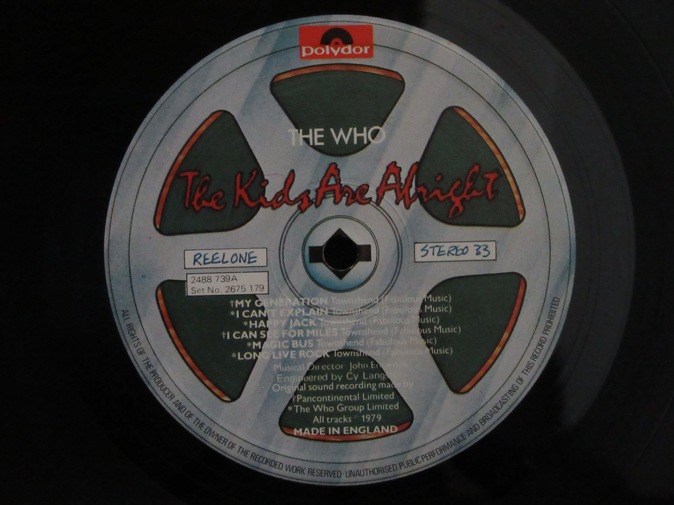 polydor
THE WHO
The Kids Are Alright
REEL ONE
STEREO 33
2488 739A
Set No. 2675 179
†MY GENERATION Townshend (Fabulous Music)
*I CAN'T EXPLAIN Townshend (Fabulous Music)
*HAPPY JACK Townshend (Fabulous Music)
†I CAN SEE FOR MILES Townshend (Fabulous Music)
*MAGIC BUS Townshend (Fabulous Music)
*LONG LIVE ROCK Townshend (Fabulous Music)
Musical Director John
Engineered by Cy
Original sound recording made by
†Pancontinental Limited
*The Who Group Limited
All tracks 1979
MADE IN ENGLAND
ALL RIGHTS OF THE PRODUCER AND OF THE OWNER OF THE RECORDED WORK RESERVED · UNAUTHORISED PUBLIC PERFORMANCE AND BROADCASTING OF THIS RECORD PROHIBITED